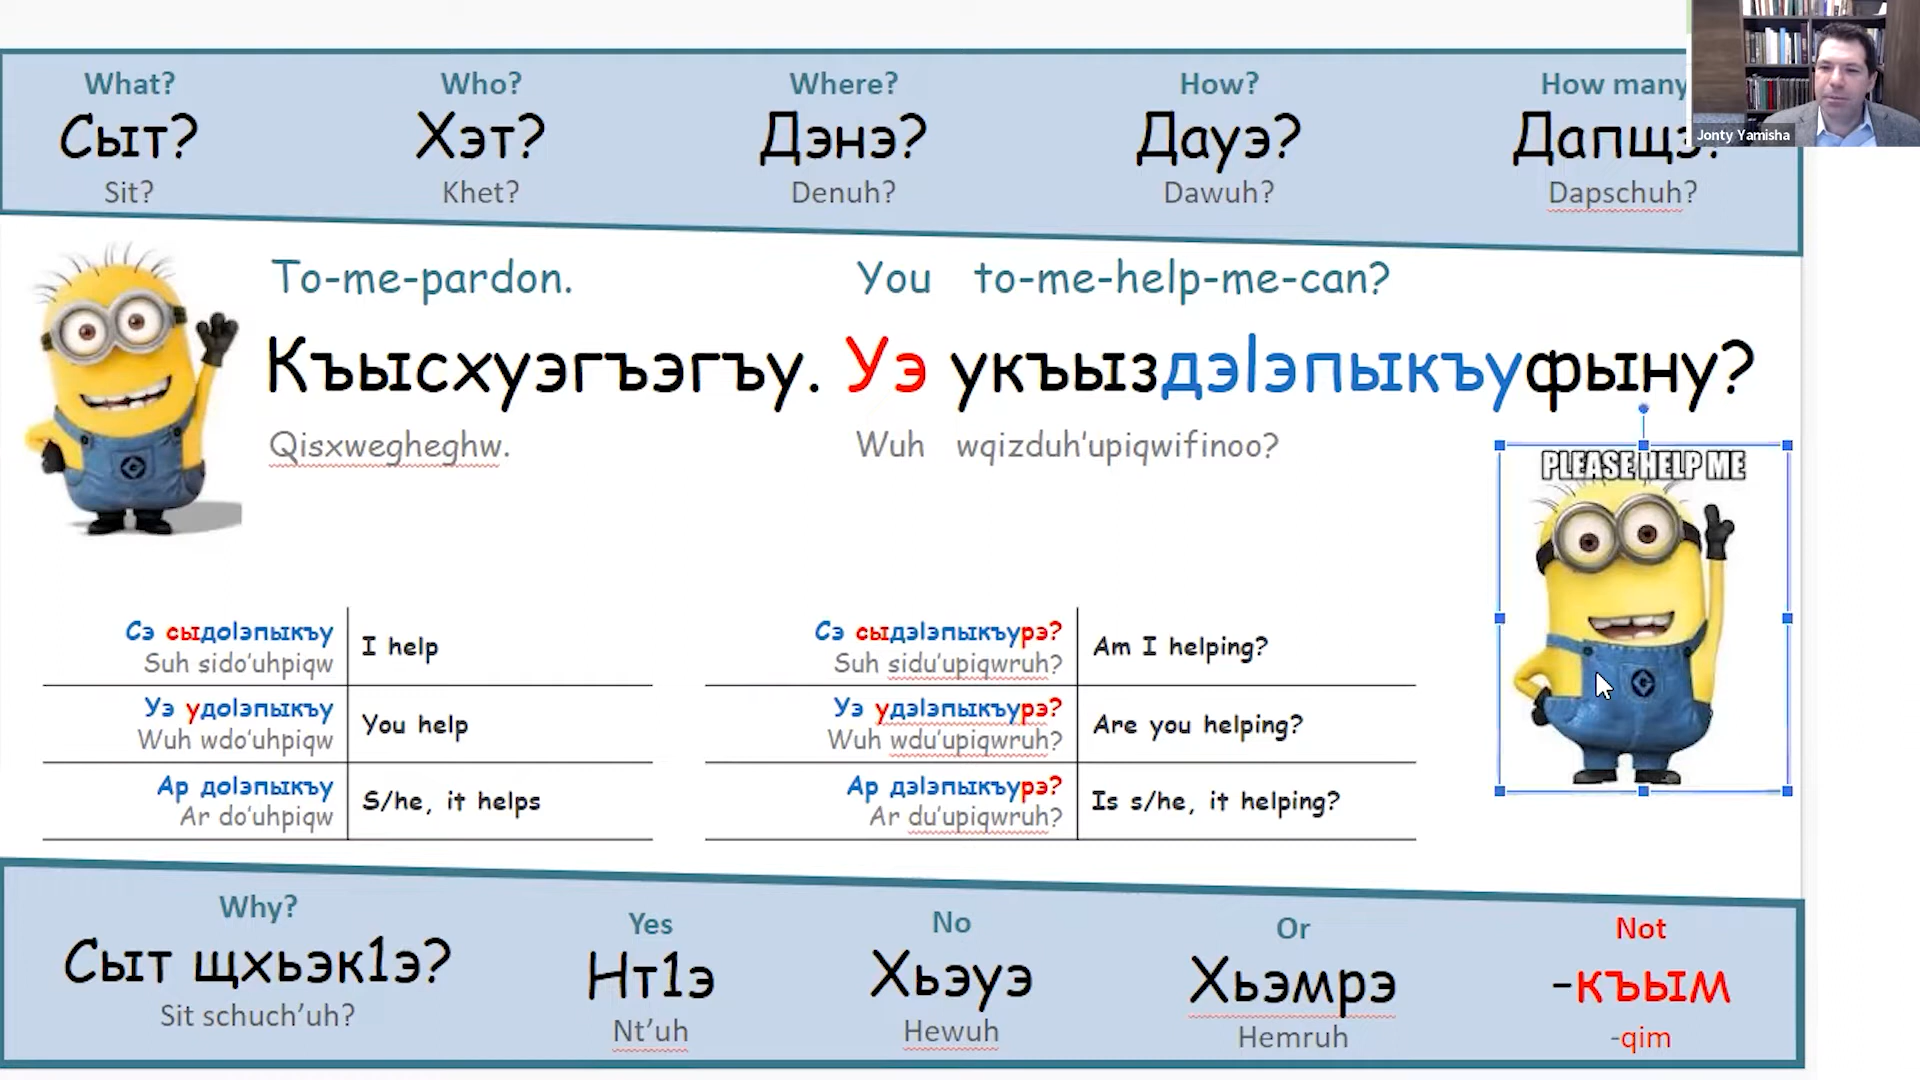 What? Who? Where? How? How many
Сыт? Хэт? Дэнэ? Дауэ? Дапщэ?
Sit? Khet? Denuh? Dawuh? Dapschuh?
Jonty Yamisha
To-me-pardon. You to-me-help-me-can?
Къысхуэгъэгъу. Уэ укъыздэӏэпыкъуфыну?
Qisxwegheghw. Wuh wqizduh'upiqwifinoo?
PLEASE HELP ME
Сэ сыдоӏэпыкъу
Suh sido'uhpiqw
I help
Уэ удоӏэпыкъу
Wuh wdo'uhpiqw
You help
Ар доӏэпыкъу
Ar do'uhpiqw
S/he, it helps
Сэ сыдэӏэпыкъурэ?
Suh sidu'upiqwruh?
Am I helping?
Уэ удэӏэпыкъурэ?
Wuh wdu'upiqwruh?
Are you helping?
Ар дэӏэпыкъурэ?
Ar du'upiqwruh?
Is s/he, it helping?
Why? Yes No Or Not
Сыт щхьэк1э? Нт1э Хьэуэ Хьэмрэ -къым
Sit schuch'uh? Nt'uh Hewuh Hemruh -qim